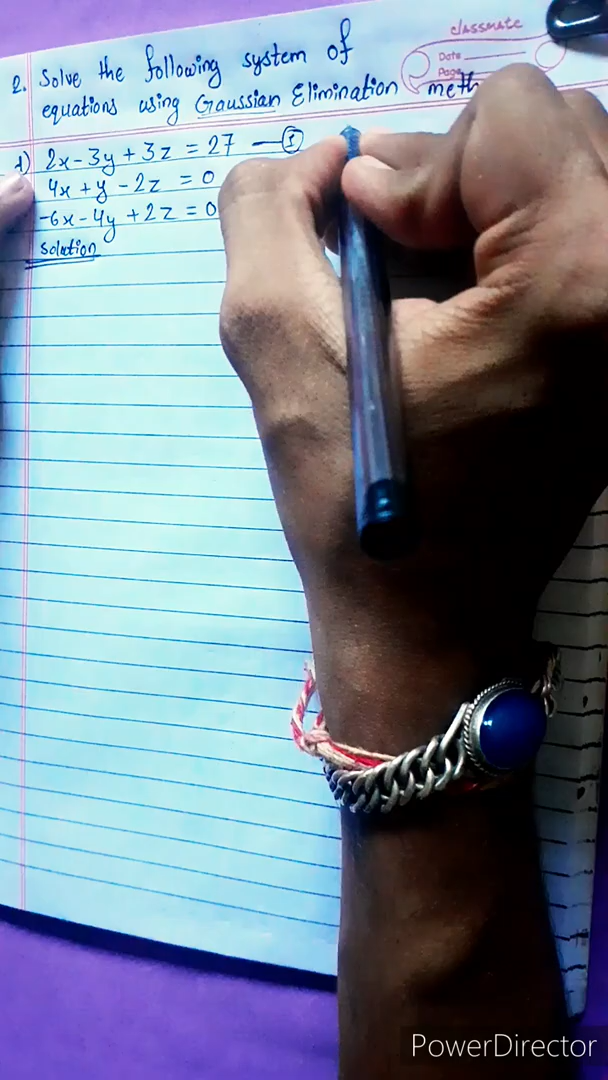 classmate
Date
Page
2. Solve the following system of
equations using Gaussian Elimination meth
1) 2x - 3y + 3z = 27 — I
4x + y - 2z = 0
-6x - 4y + 2z = 0
Solution
PowerDirector